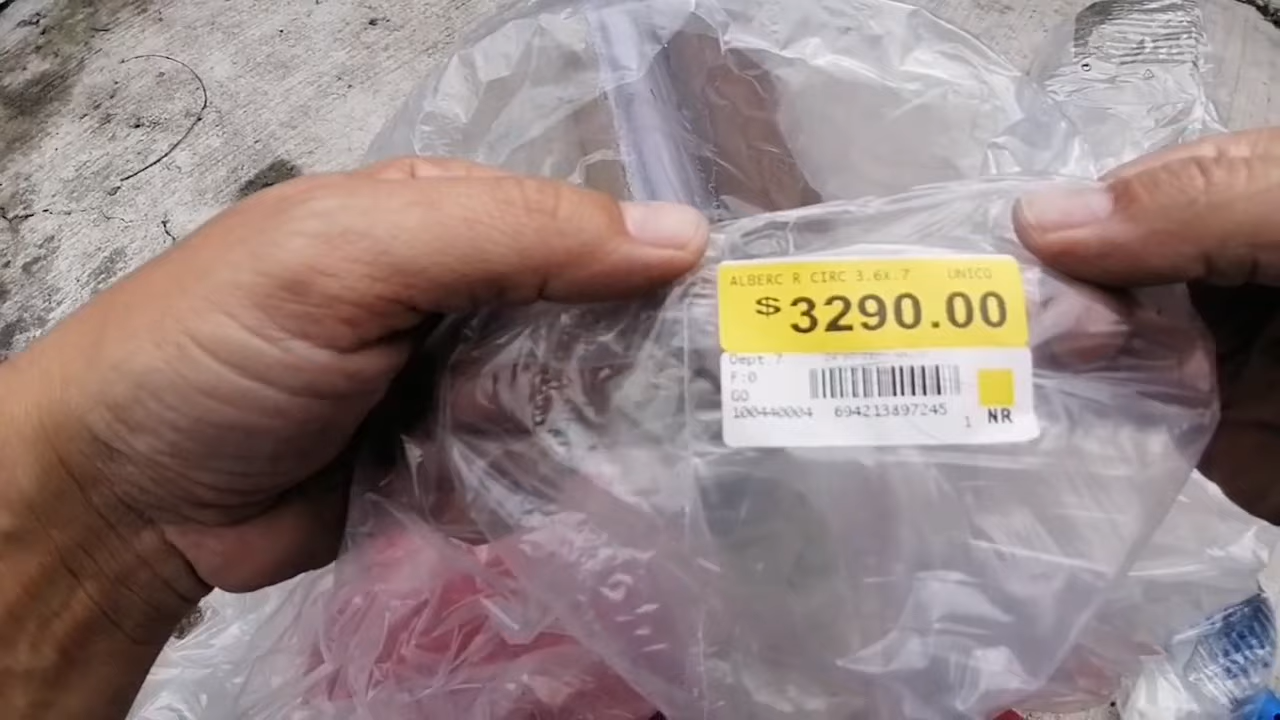 ALBERC R CIRC 3.6X.7 UNICO
$3290.00
Dept.7
F:0
GO
100440004 694213897245
1 NR